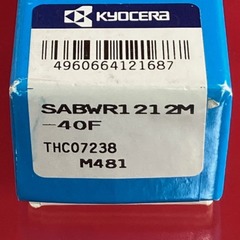 KYOCERA
4960664121687
SABWR1212M
-40F
THC07238
M481